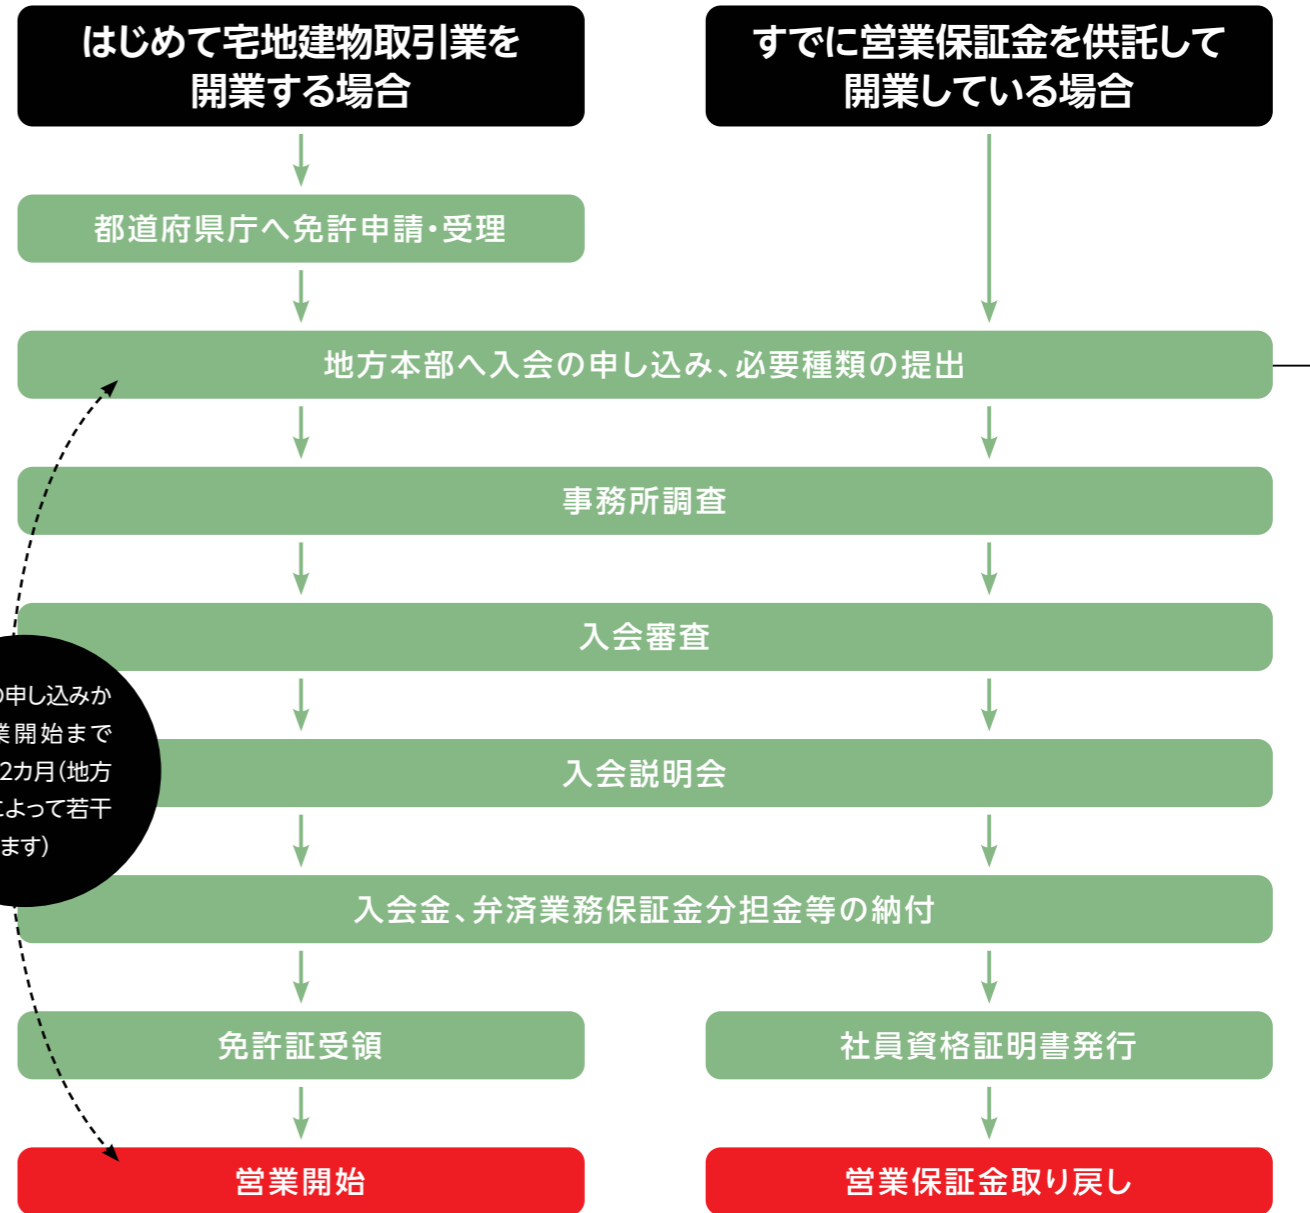 はじめて宅地建物取引業を
開業する場合
すでに営業保証金を供託して
開業している場合
都道府県庁へ免許申請・受理
地方本部へ入会の申し込み、必要種類の提出
事務所調査
入会審査
の申し込みか
業開始まで
2カ月(地方
によって若干
ます)
入会説明会
入会金、弁済業務保証金分担金等の納付
免許証受領
社員資格証明書発行
営業開始
営業保証金取り戻し